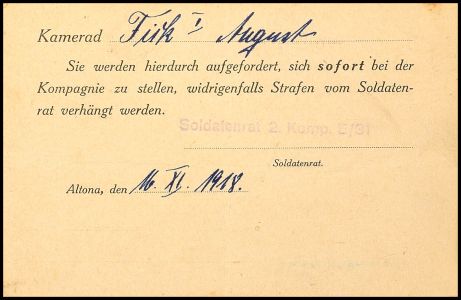 Kamerad Fick I August
Sie werden hierdurch aufgefordert, sich sofort bei der
Kompagnie zu stellen, widrigenfalls Strafen vom Soldaten-
rat verhängt werden.
Soldatenrat 2. Komp. E/31
Soldatenrat.
Altona, den 16. XI. 1918.